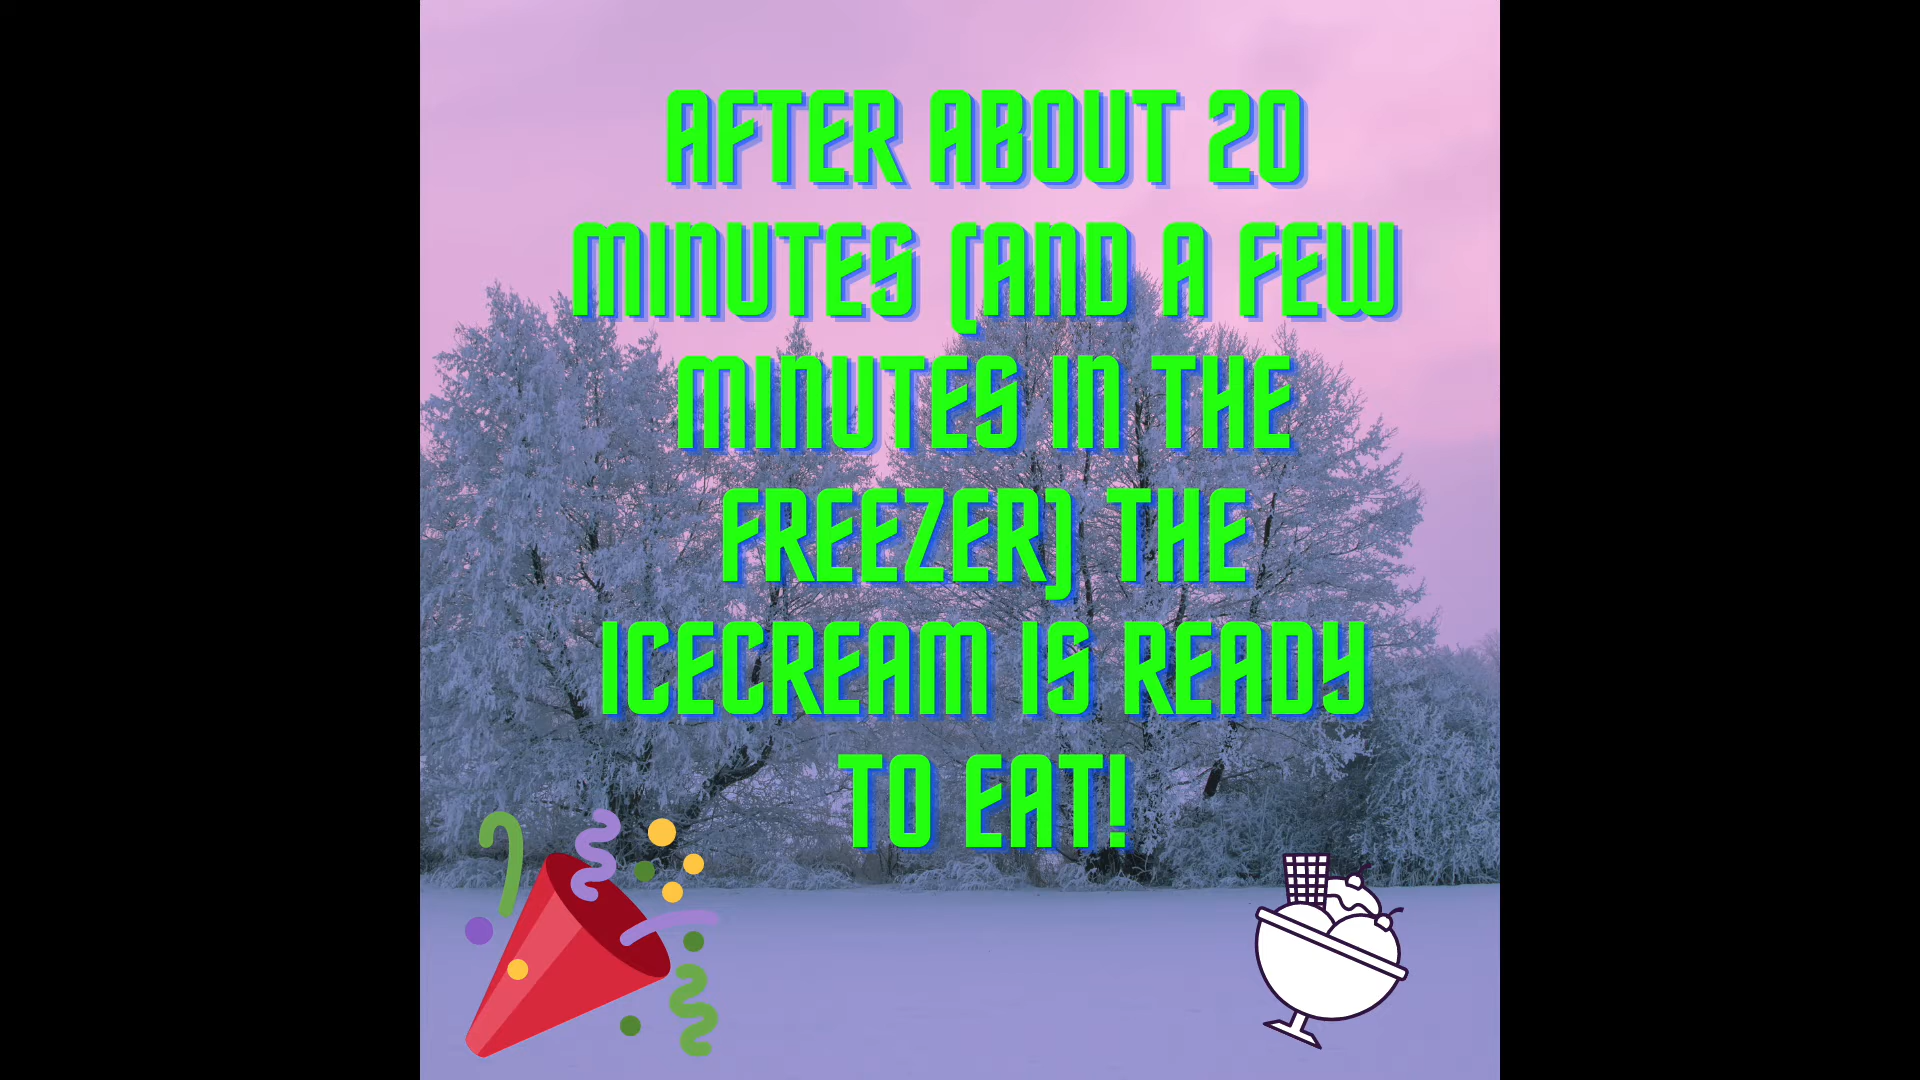 AFTER ABOUT 20
MINUTES (AND A FEW
MINUTES IN THE
FREEZER) THE
ICECREAM IS READY
TO EAT!